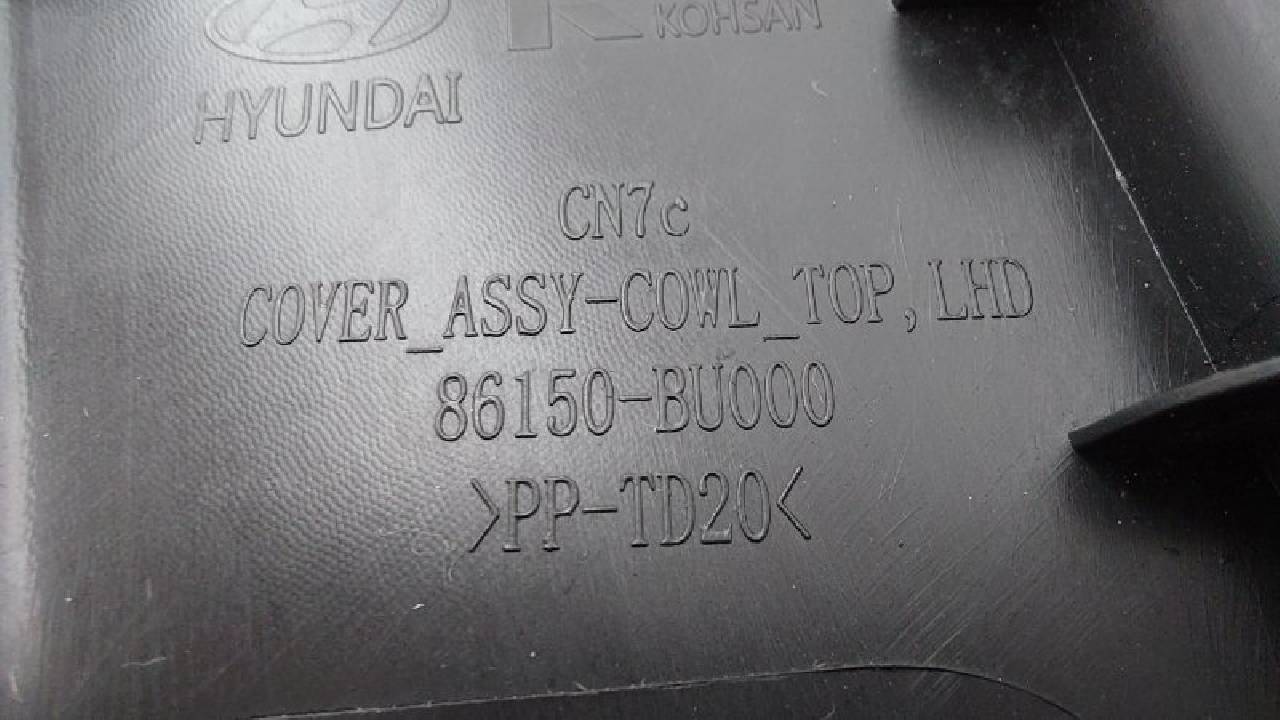 KOHSAN
HYUNDAI
CN7c
COVER_ASSY-COWL_TOP,LHD
86150-BU000
>PP-TD20<